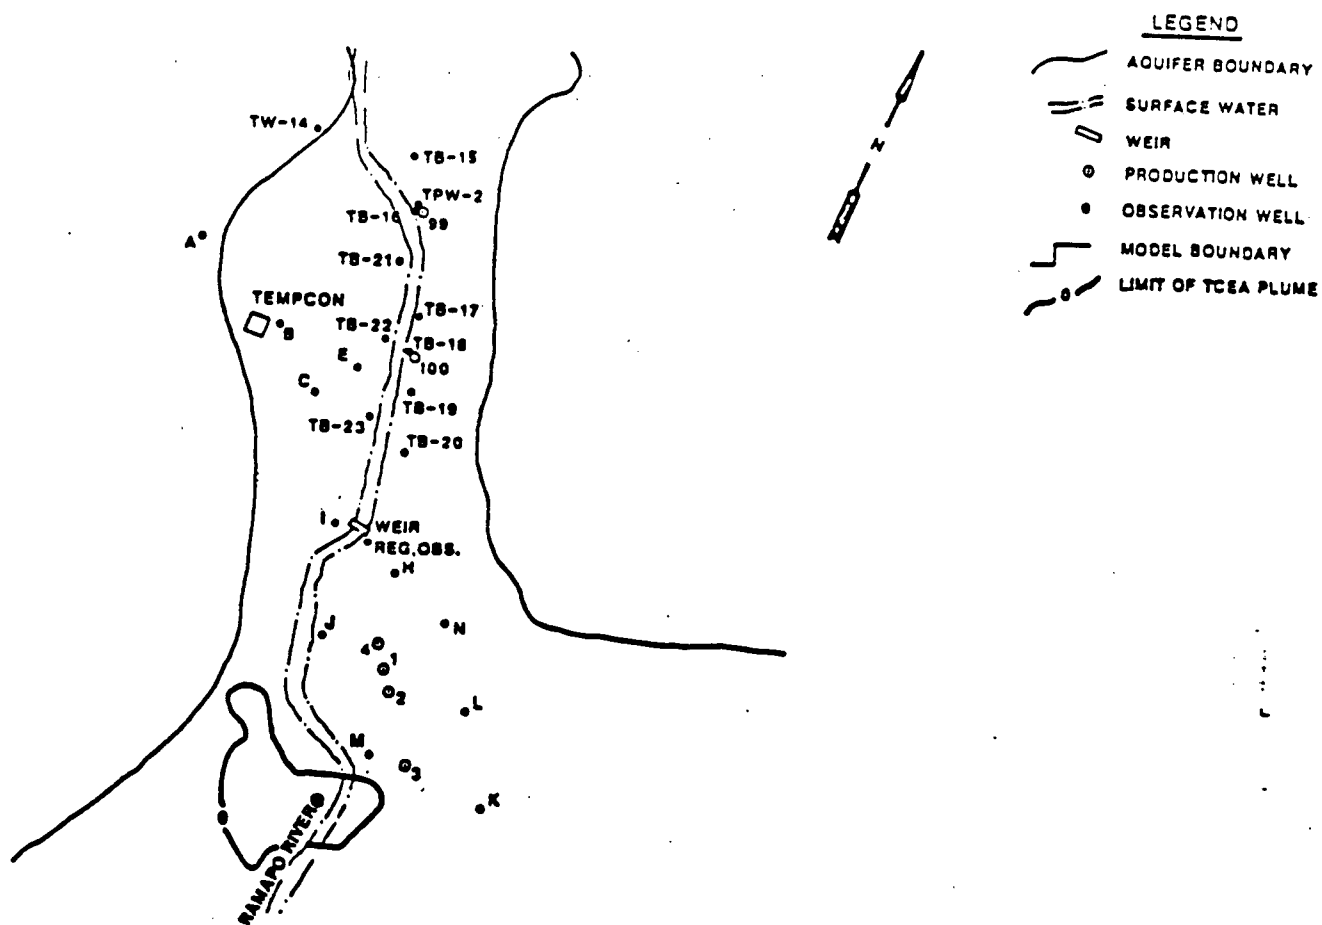 LEGEND
AQUIFER BOUNDARY
SURFACE WATER
WEIR
PRODUCTION WELL
OBSERVATION WELL
MODEL BOUNDARY
LIMIT OF TCEA PLUME
N
TW-14
TB-15
TPW-2
TB-16
99
A
TB-21
TEMPCON
B
TB-17
TB-22
TB-18
E
100
C
TB-19
TB-23
TB-20
I
WEIR
REG. OBS.
H
J
N
4
1
2
L
M
3
K
RAMAPO RIVER